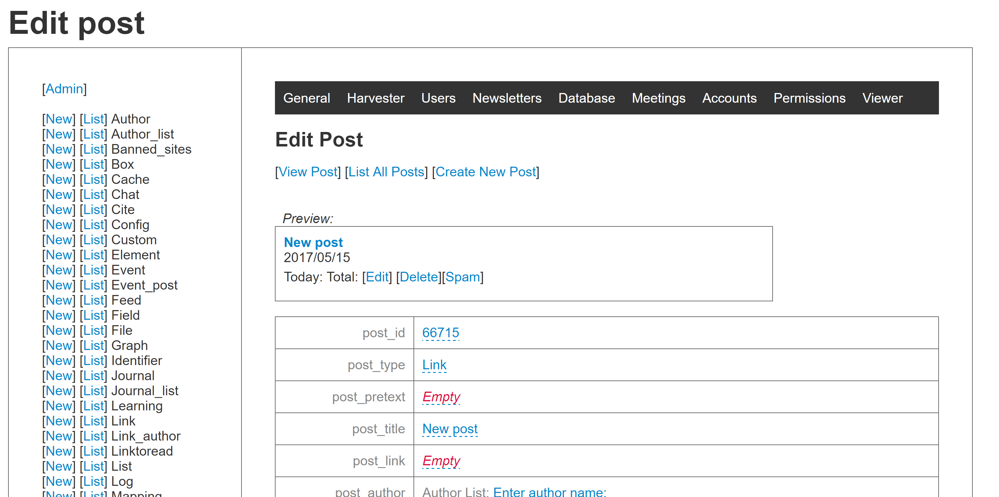 Edit post
[Admin]
[New] [List] Author
[New] [List] Author_list
[New] [List] Banned_sites
[New] [List] Box
[New] [List] Cache
[New] [List] Chat
[New] [List] Cite
[New] [List] Config
[New] [List] Custom
[New] [List] Element
[New] [List] Event
[New] [List] Event_post
[New] [List] Feed
[New] [List] Field
[New] [List] File
[New] [List] Graph
[New] [List] Identifier
[New] [List] Journal
[New] [List] Journal_list
[New] [List] Learning
[New] [List] Link
[New] [List] Link_author
[New] [List] Linktoread
[New] [List] List
[New] [List] Log
[New] [List] Mapping
General Harvester Users Newsletters Database Meetings Accounts Permissions Viewer
Edit Post
[View Post] [List All Posts] [Create New Post]
Preview:
New post
2017/05/15
Today: Total: [Edit] [Delete][Spam]
post_id 66715
post_type Link
post_pretext Empty
post_title New post
post_link Empty
post_author Author List: Enter author name: